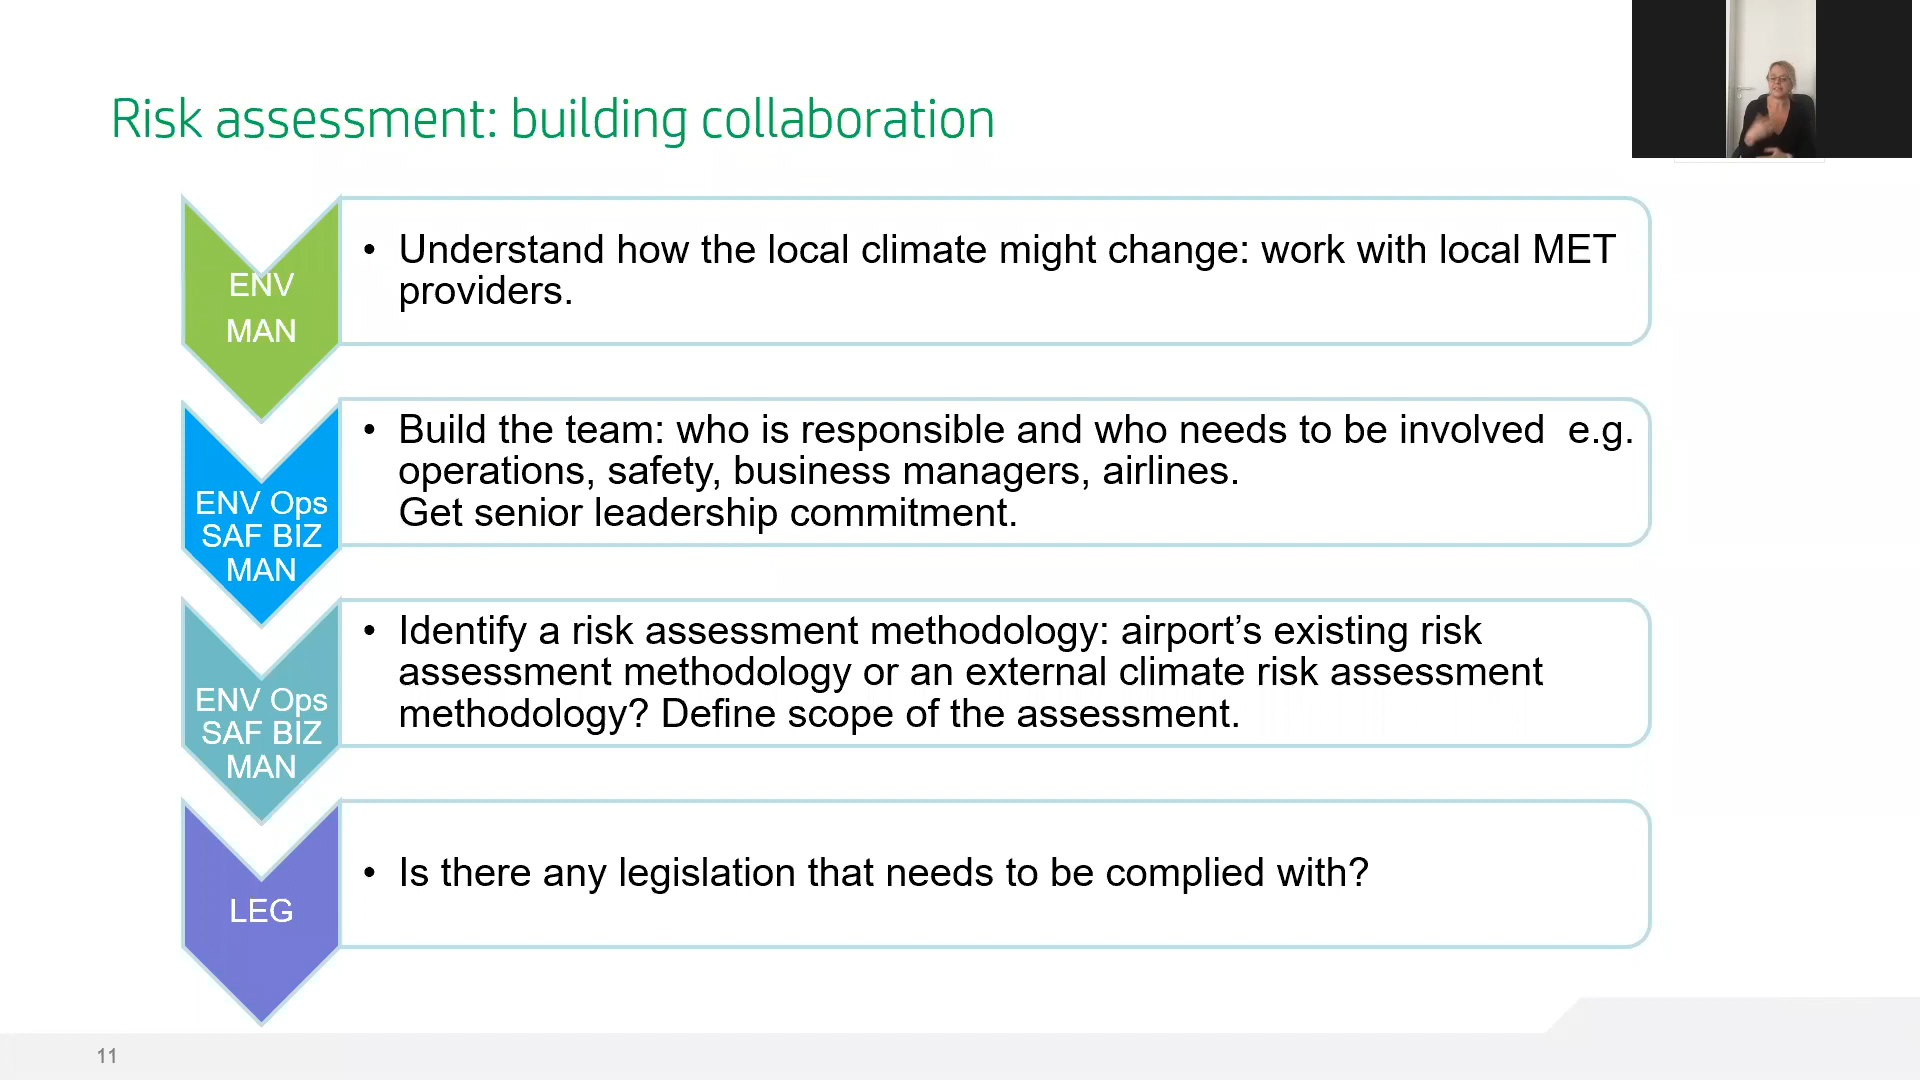 Risk assessment: building collaboration
ENV
MAN
• Understand how the local climate might change: work with local MET
providers.
ENV Ops
SAF BIZ
MAN
• Build the team: who is responsible and who needs to be involved  e.g.
operations, safety, business managers, airlines.
Get senior leadership commitment.
ENV Ops
SAF BIZ
MAN
• Identify a risk assessment methodology: airport’s existing risk
assessment methodology or an external climate risk assessment
methodology? Define scope of the assessment.
LEG
• Is there any legislation that needs to be complied with?
11